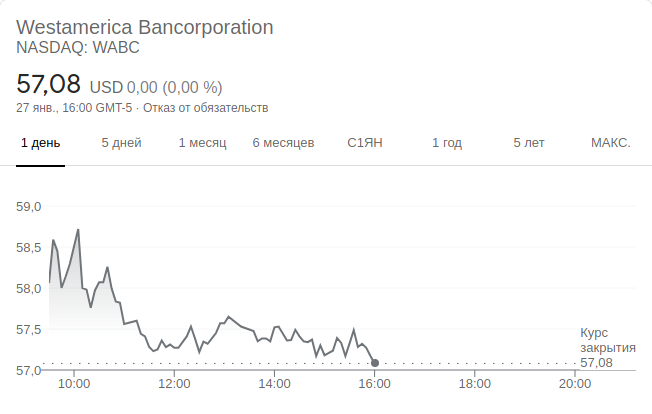 Westamerica Bancorporation
NASDAQ: WABC
57,08 USD 0,00 (0,00 %)
27 янв., 16:00 GMT-5 · Отказ от обязательств
1 день 5 дней 1 месяц 6 месяцев С1ЯН 1 год 5 лет МАКС.
59,0
58,5
58,0
57,5
57,0
Курс
закрытия
57,08
10:00 12:00 14:00 16:00 18:00 20:00